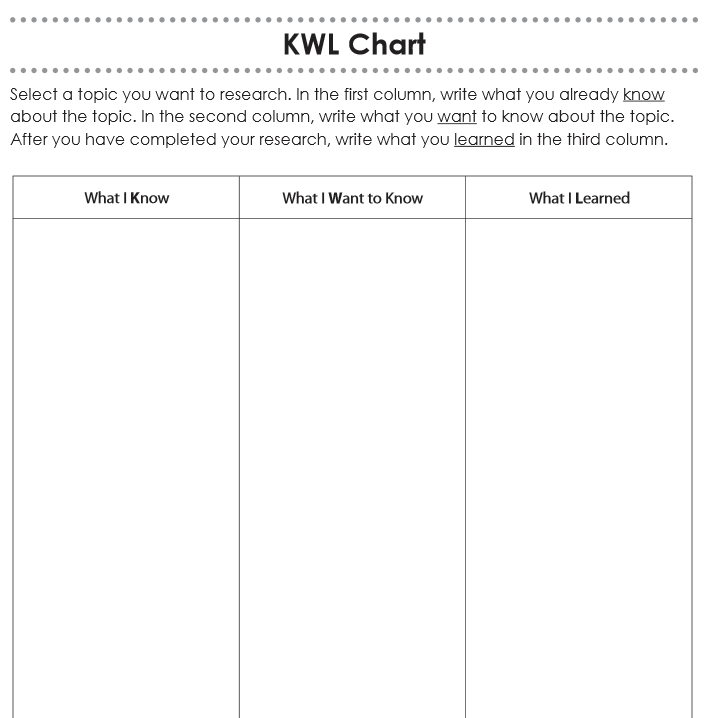 KWL Chart
Select a topic you want to research. In the first column, write what you already know
about the topic. In the second column, write what you want to know about the topic.
After you have completed your research, write what you learned in the third column.
What I Know
What I Want to Know
What I Learned